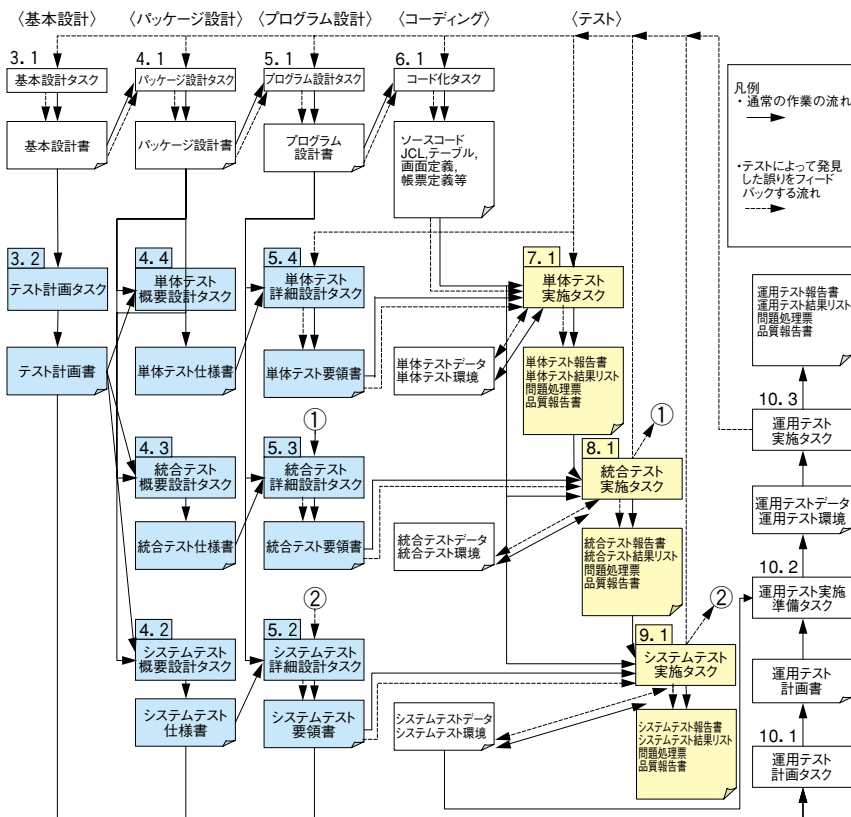 〈基本設計〉
〈パッケージ設計〉
〈プログラム設計〉
〈コーディング〉
〈テスト〉
3.1
基本設計タスク
4.1
パッケージ設計タスク
5.1
プログラム設計タスク
6.1
コード化タスク
基本設計書
パッケージ設計書
プログラム
設計書
ソースコード
JCL,テーブル,
画面定義,
帳票定義等
凡例
・通常の作業の流れ
・テストによって発見
した誤りをフィード
バックする流れ
3.2
テスト計画タスク
4.4
単体テスト
概要設計タスク
5.4
単体テスト
詳細設計タスク
7.1
単体テスト
実施タスク
テスト計画書
単体テスト仕様書
単体テスト要領書
単体テストデータ
単体テスト環境
単体テスト報告書
単体テスト結果リスト
問題処理票
品質報告書
運用テスト報告書
運用テスト結果リスト
問題処理票
品質報告書
10.3
運用テスト
実施タスク
①
①
4.3
統合テスト
概要設計タスク
5.3
統合テスト
詳細設計タスク
8.1
統合テスト
実施タスク
統合テスト仕様書
統合テスト要領書
統合テストデータ
統合テスト環境
統合テスト報告書
統合テスト結果リスト
問題処理票
品質報告書
運用テストデータ
運用テスト環境
10.2
運用テスト実施
準備タスク
②
②
4.2
システムテスト
概要設計タスク
5.2
システムテスト
詳細設計タスク
9.1
システムテスト
実施タスク
システムテスト
仕様書
システムテスト
要領書
システムテストデータ
システムテスト環境
システムテスト報告書
システムテスト結果リスト
問題処理票
品質報告書
運用テスト
計画書
10.1
運用テスト
計画タスク